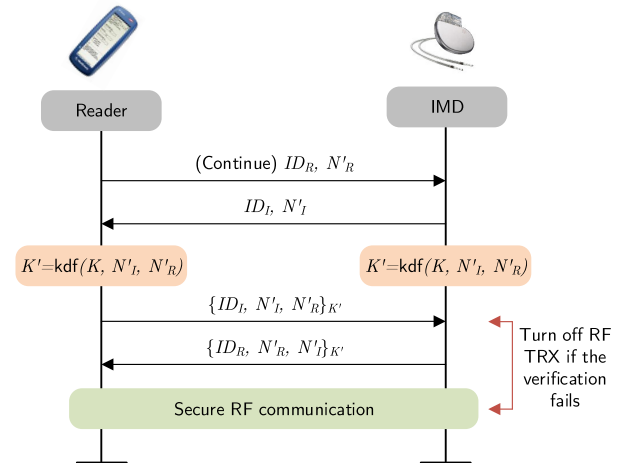 Reader
IMD
(Continue) ID_R, N'_R
ID_I, N'_I
K'=kdf(K, N'_I, N'_R)
K'=kdf(K, N'_I, N'_R)
{ID_I, N'_I, N'_R}_K'
{ID_R, N'_R, N'_I}_K'
Turn off RF
TRX if the
verification
fails
Secure RF communication